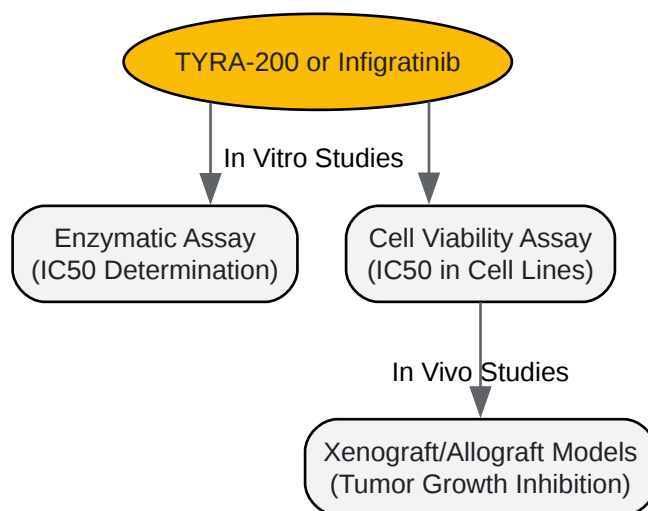 TYRA-200 or Infigratinib
In Vitro Studies
Enzymatic Assay
(IC50 Determination)
Cell Viability Assay
(IC50 in Cell Lines)
In Vivo Studies
Xenograft/Allograft Models
(Tumor Growth Inhibition)